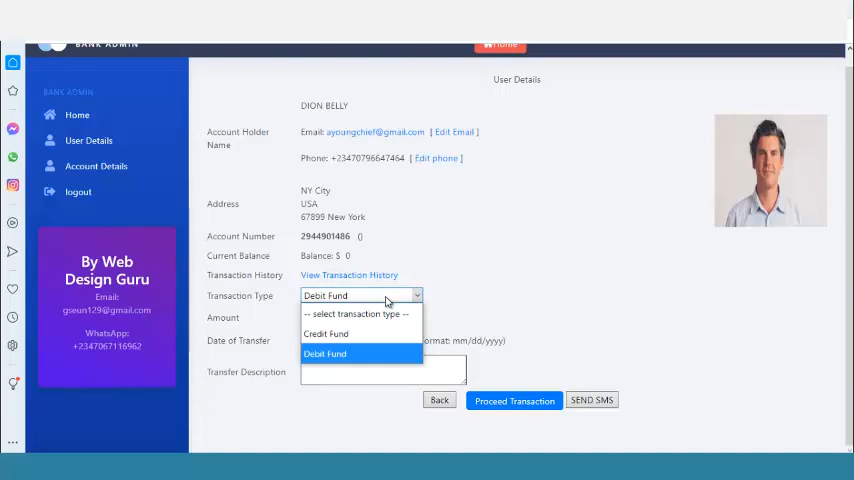 BANK ADMIN
Home
BANK ADMIN
Home
User Details
Account Details
logout
By Web
Design Guru
Email:
gseun129@gmail.com
WhatsApp:
+2347067116962
User Details
DION BELLY
Account Holder
Name
Email: ayoungchief@gmail.com [ Edit Email ]
Phone: +23470796647464 [ Edit phone ]
NY City
Address USA
67899 New York
Account Number 2944901486 ()
Current Balance Balance: $ 0
Transaction History View Transaction History
Transaction Type Debit Fund
-- select transaction type --
Amount
Credit Fund
Date of Transfer ormat: mm/dd/yyyy)
Debit Fund
Transfer Description
Back Proceed Transaction SEND SMS